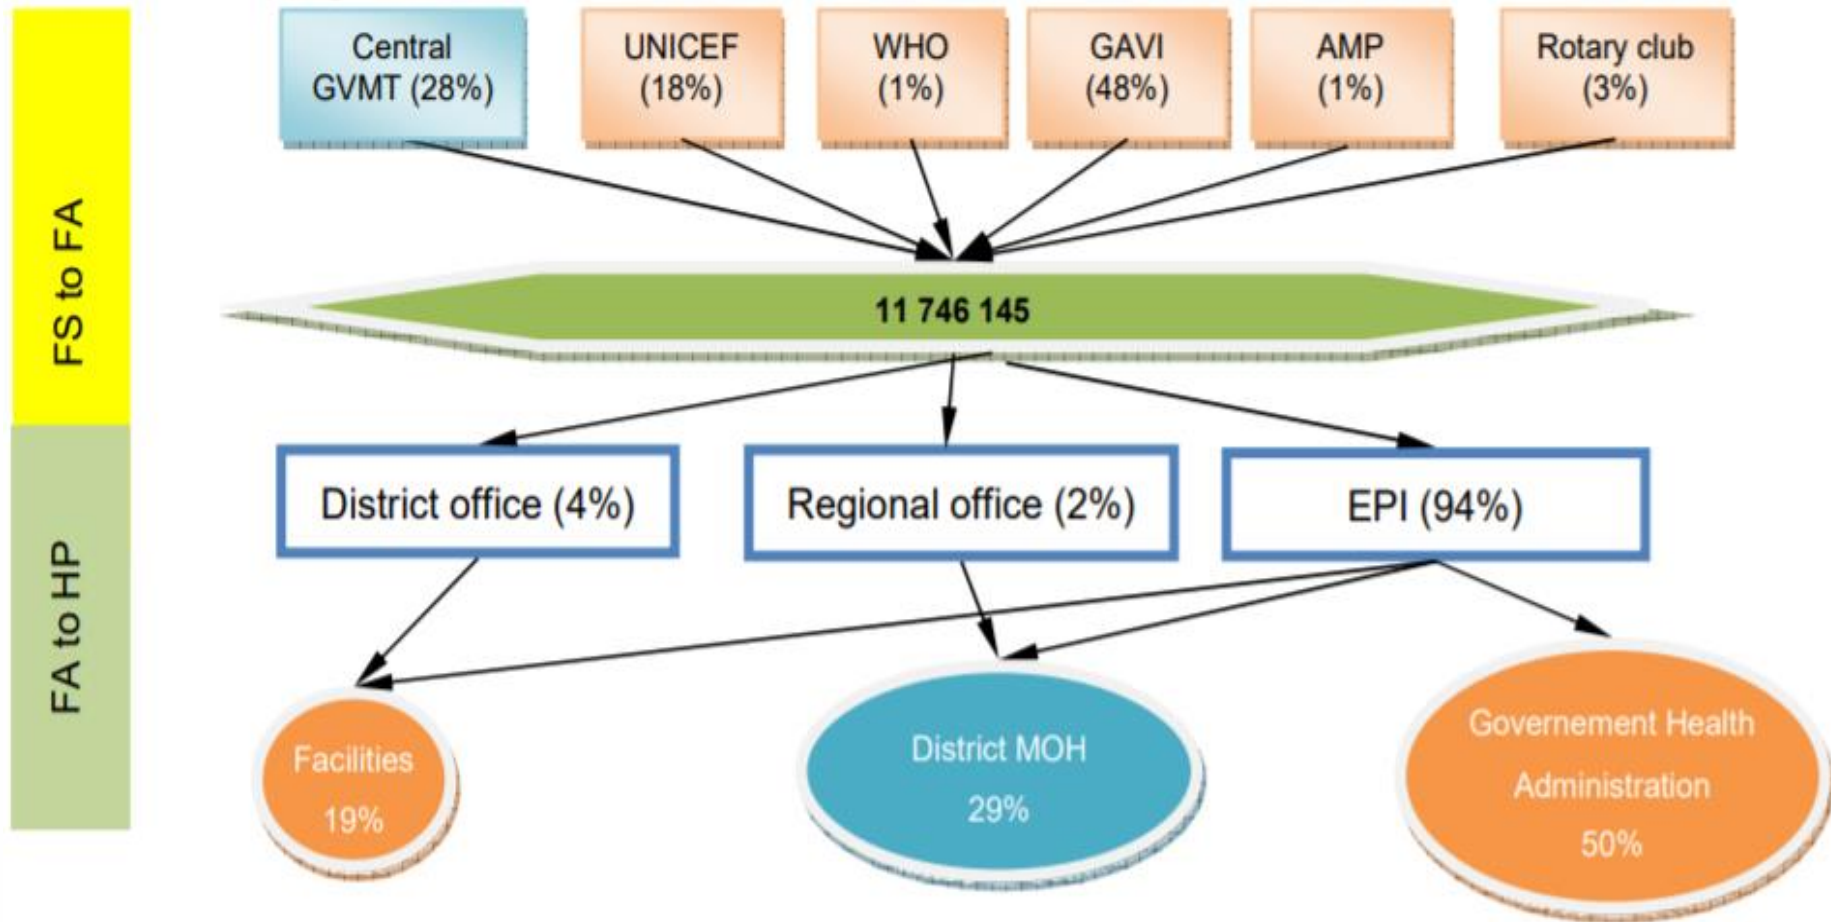 FS to FA
Central
GVMT (28%)
UNICEF
(18%)
WHO
(1%)
GAVI
(48%)
AMP
(1%)
Rotary club
(3%)
11 746 145
FA to HP
District office (4%)
Regional office (2%)
EPI (94%)
Facilities
19%
District MOH
29%
Governement Health
Administration
50%